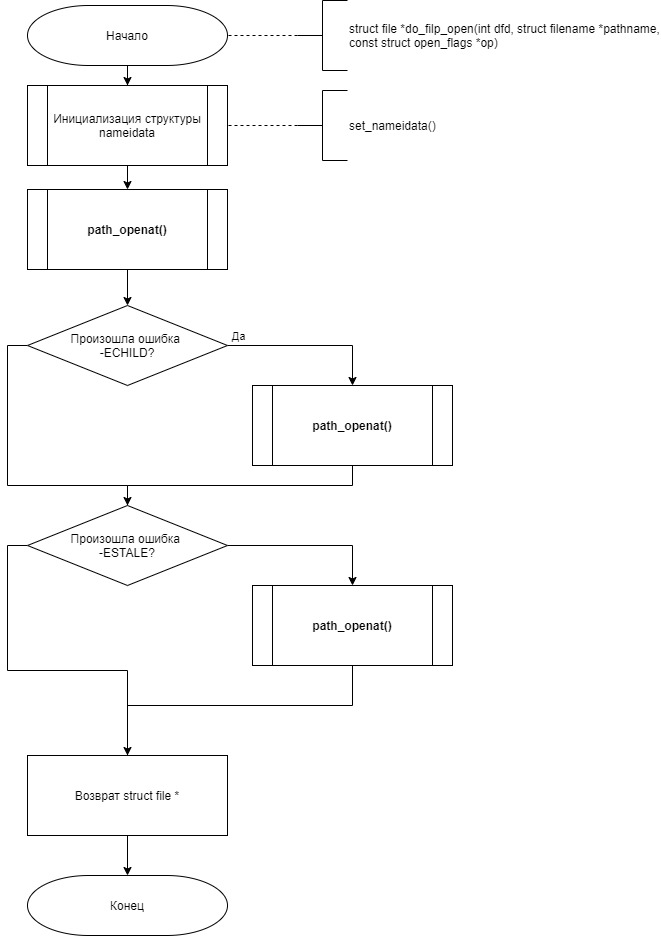 Начало
struct file *do_filp_open(int dfd, struct filename *pathname,
const struct open_flags *op)
Инициализация структуры
nameidata
set_nameidata()
path_openat()
Произошла ошибка
-ECHILD?
Да
path_openat()
Произошла ошибка
-ESTALE?
path_openat()
Возврат struct file *
Конец